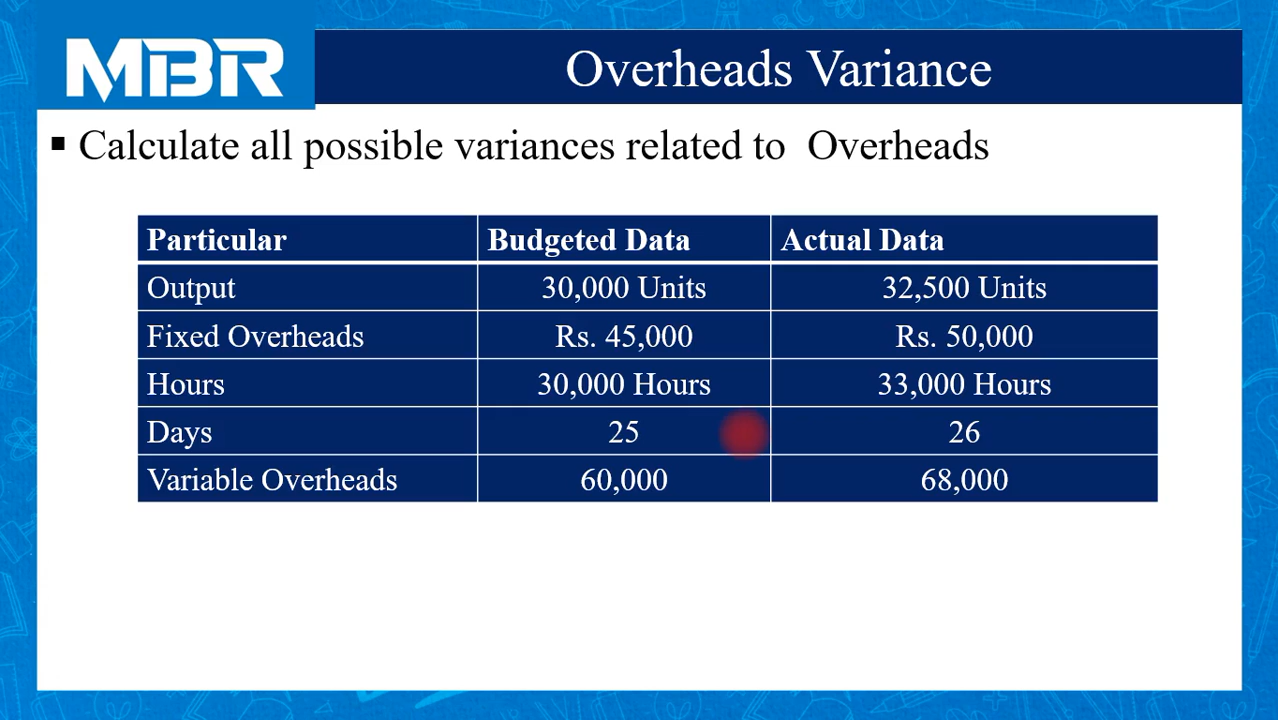 MBR
Overheads Variance
▪ Calculate all possible variances related to Overheads
Particular Budgeted Data Actual Data
Output 30,000 Units 32,500 Units
Fixed Overheads Rs. 45,000 Rs. 50,000
Hours 30,000 Hours 33,000 Hours
Days 25 26
Variable Overheads 60,000 68,000